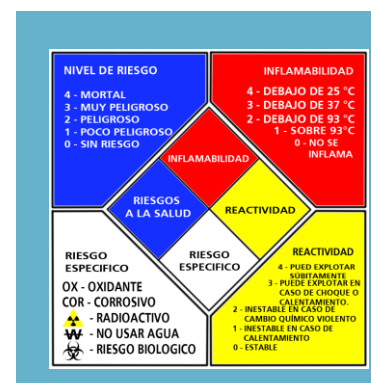 NIVEL DE RIESGO
4 - MORTAL
3 - MUY PELIGROSO
2 - PELIGROSO
1 - POCO PELIGROSO
0 - SIN RIESGO
INFLAMABILIDAD
4 - DEBAJO DE 25 °C
3 - DEBAJO DE 37 °C
2 - DEBAJO DE 93 °C
1 - SOBRE 93°C
0 - NO SE
INFLAMA
INFLAMABILIDAD
RIESGOS
A LA SALUD
REACTIVIDAD
RIESGO
ESPECIFICO
RIESGO
ESPECIFICO
OX - OXIDANTE
COR - CORROSIVO
- RADIOACTIVO
W - NO USAR AGUA
- RIESGO BIOLOGICO
REACTIVIDAD
4 - PUED EXPLOTAR
SÚBITAMENTE
3 - PUEDE EXPLOTAR EN
CASO DE CHOQUE O
CALENTAMIENTO.
2 - INESTABLE EN CASO DE
CAMBIO QUÍMICO VIOLENTO
1 - INESTABLE EN CASO DE
CALENTAMIENTO
0 - ESTABLE